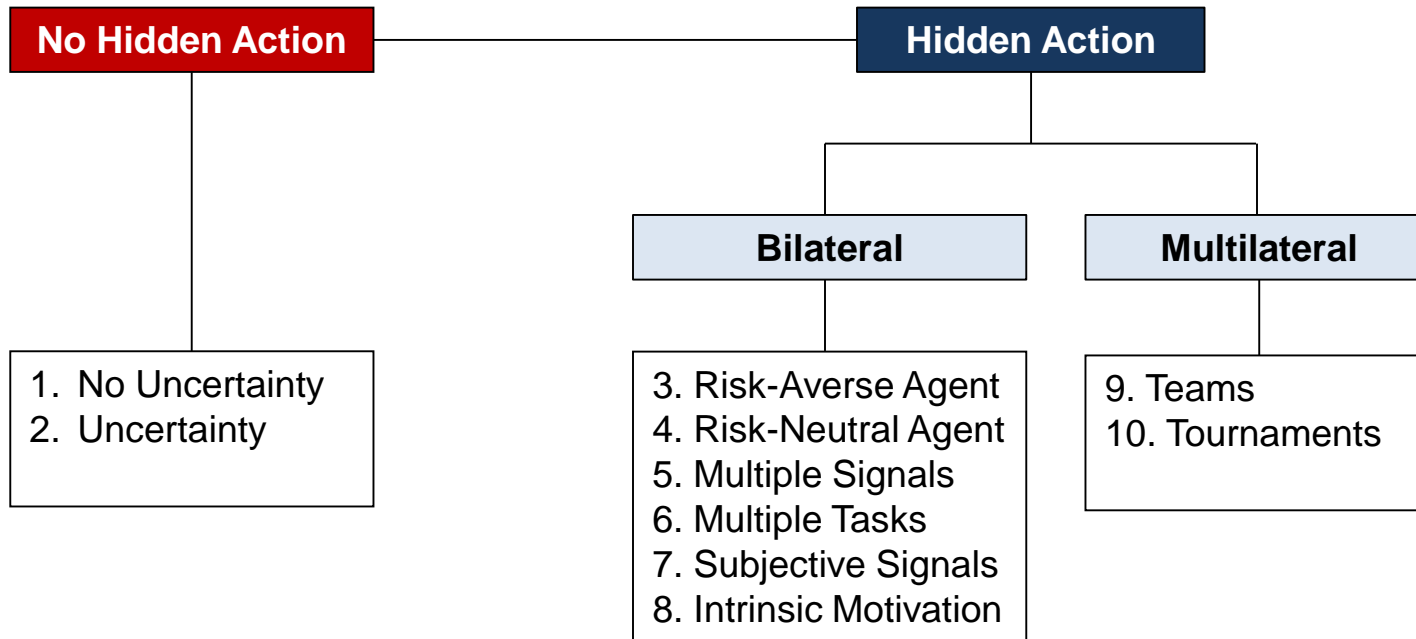 No Hidden Action
Hidden Action
Bilateral
Multilateral
1. No Uncertainty
2. Uncertainty
3. Risk-Averse Agent
4. Risk-Neutral Agent
5. Multiple Signals
6. Multiple Tasks
7. Subjective Signals
8. Intrinsic Motivation
9. Teams
10. Tournaments